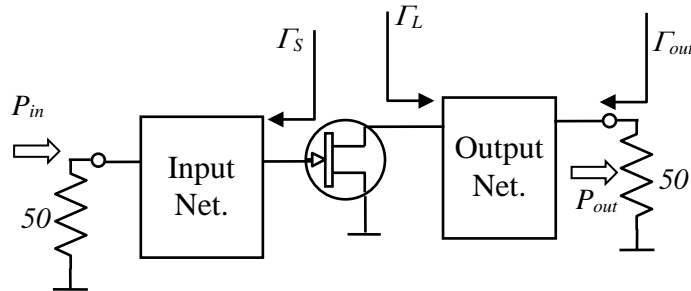 Γ_S
Γ_L
Γ_out
P_in
Input
Net.
Output
Net.
50
P_out
50